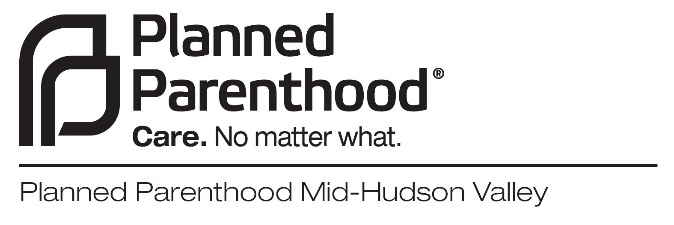 Planned
Parenthood®
Care. No matter what.
Planned Parenthood Mid-Hudson Valley